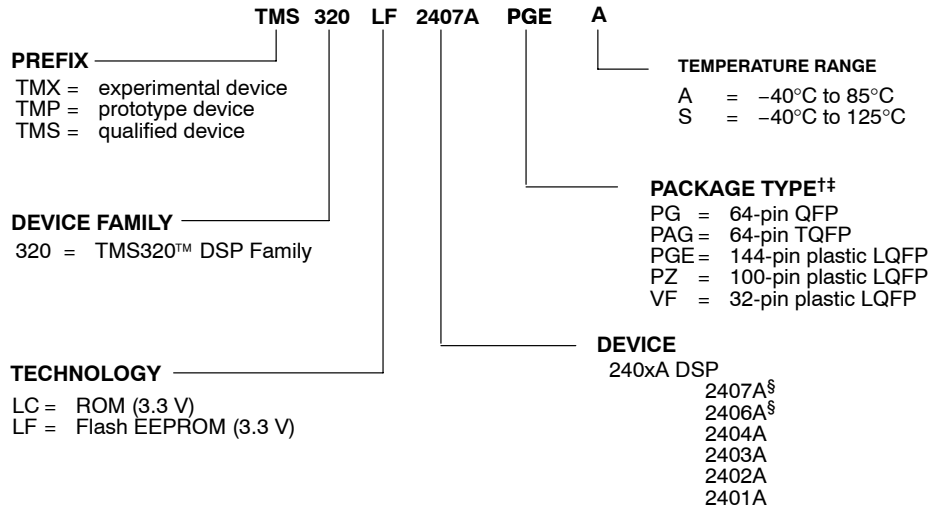 TMS 320 LF 2407A PGE A
PREFIX
TMX = experimental device
TMP = prototype device
TMS = qualified device
TEMPERATURE RANGE
A = −40°C to 85°C
S = −40°C to 125°C
PACKAGE TYPE†‡
PG = 64-pin QFP
PAG = 64-pin TQFP
PGE = 144-pin plastic LQFP
PZ = 100-pin plastic LQFP
VF = 32-pin plastic LQFP
DEVICE FAMILY
320 = TMS320™ DSP Family
DEVICE
240xA DSP
2407A§
2406A§
2404A
2403A
2402A
2401A
TECHNOLOGY
LC = ROM (3.3 V)
LF = Flash EEPROM (3.3 V)